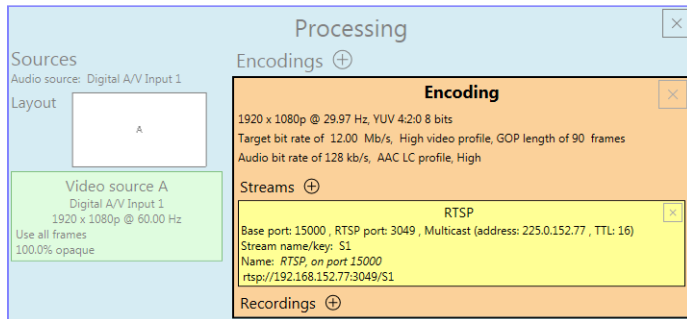 Processing
Sources
Audio source: Digital A/V Input 1
Layout
A
Video source A
Digital A/V Input 1
1920 x 1080p @ 60.00 Hz
Use all frames
100.0% opaque
Encodings
Encoding
1920 x 1080p @ 29.97 Hz, YUV 4:2:0 8 bits
Target bit rate of 12.00 Mb/s, High video profile, GOP length of 90 frames
Audio bit rate of 128 kb/s, AAC LC profile, High
Streams
RTSP
Base port: 15000 , RTSP port: 3049 , Multicast (address: 225.0.152.77 , TTL: 16)
Stream name/key: S1
Name: RTSP, on port 15000
rtsp://192.168.152.77:3049/S1
Recordings